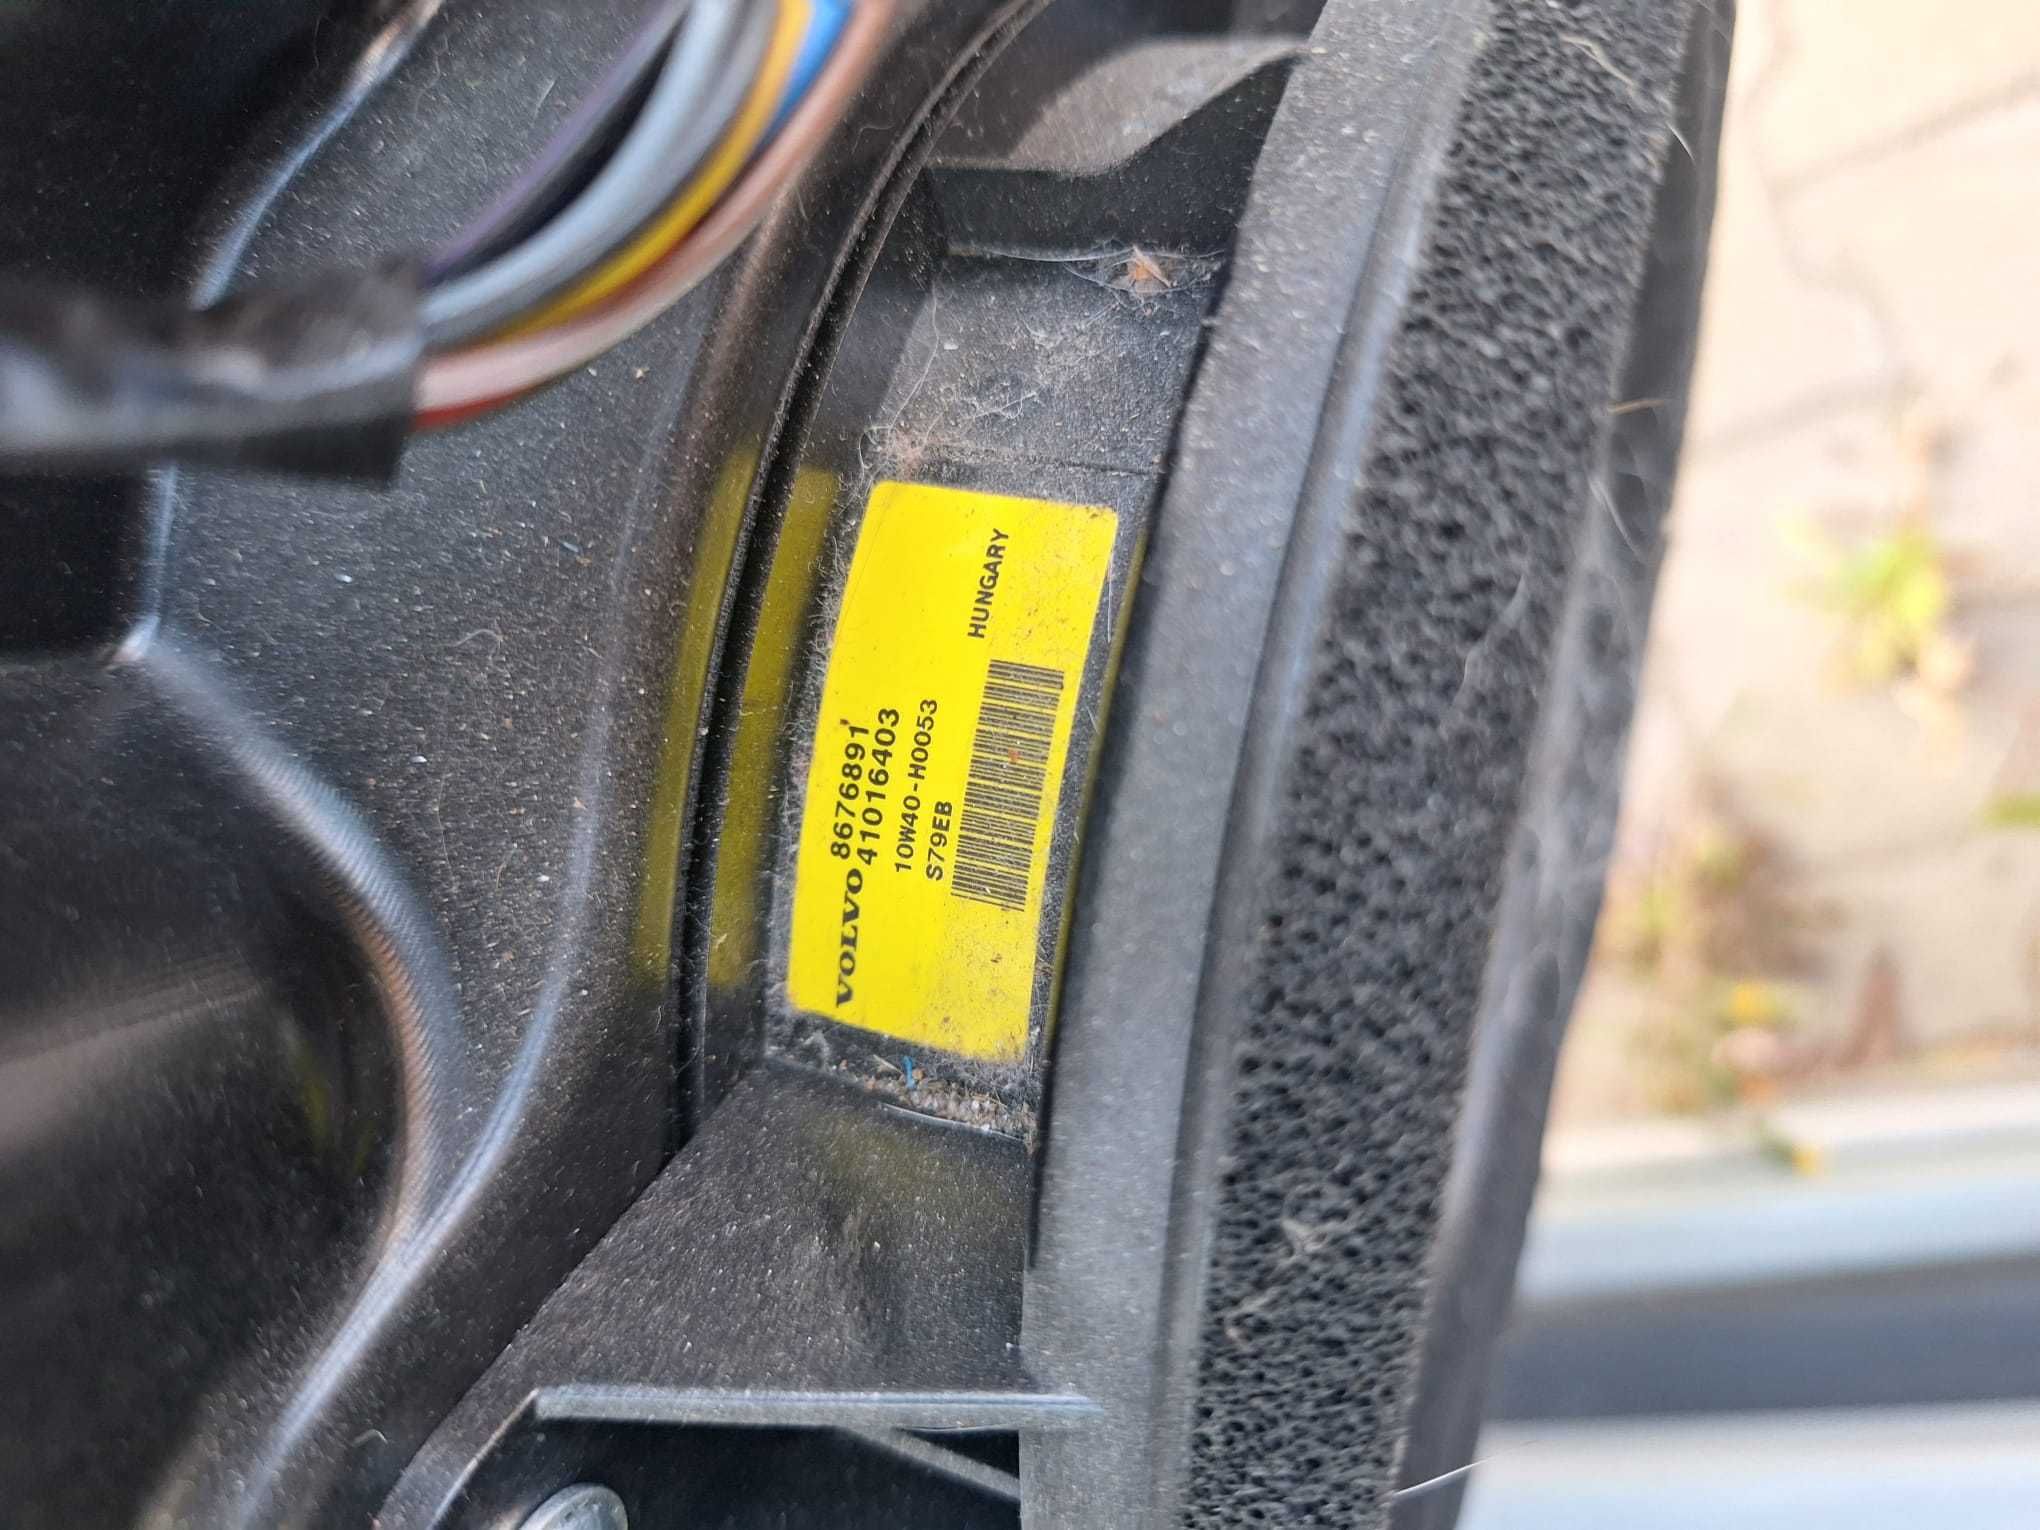 VOLVO 8676891'
41016403
10W40-H0053
S79EB
HUNGARY